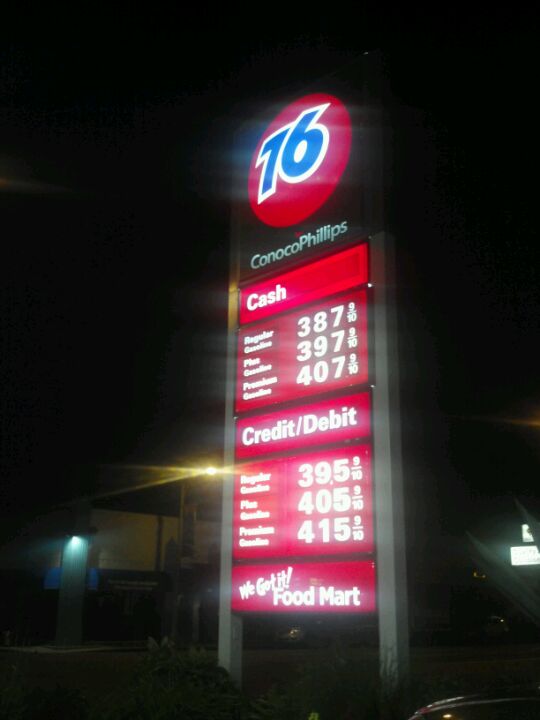 76
ConocoPhillips
Cash
Regular Gasoline 387 9/10
Plus Gasoline 397 9/10
Premium Gasoline 407 9/10
Credit/Debit
Regular Gasoline 395 9/10
Plus Gasoline 405 9/10
Premium Gasoline 415 9/10
We Got it!
Food Mart